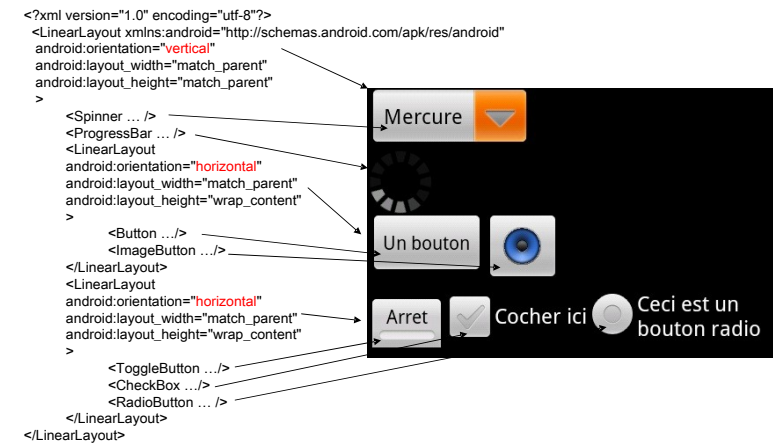 <?xml version="1.0" encoding="utf-8"?>
<LinearLayout xmlns:android="http://schemas.android.com/apk/res/android"
android:orientation="vertical"
android:layout_width="match_parent"
android:layout_height="match_parent"
>
<Spinner … />
<ProgressBar … />
<LinearLayout
android:orientation="horizontal"
android:layout_width="match_parent"
android:layout_height="wrap_content"
>
<Button …/>
<ImageButton …/>
</LinearLayout>
<LinearLayout
android:orientation="horizontal"
android:layout_width="match_parent"
android:layout_height="wrap_content"
>
<ToggleButton …/>
<CheckBox …/>
<RadioButton … />
</LinearLayout>
</LinearLayout>
Mercure
Un bouton
Arret
Cocher ici
Ceci est un
bouton radio